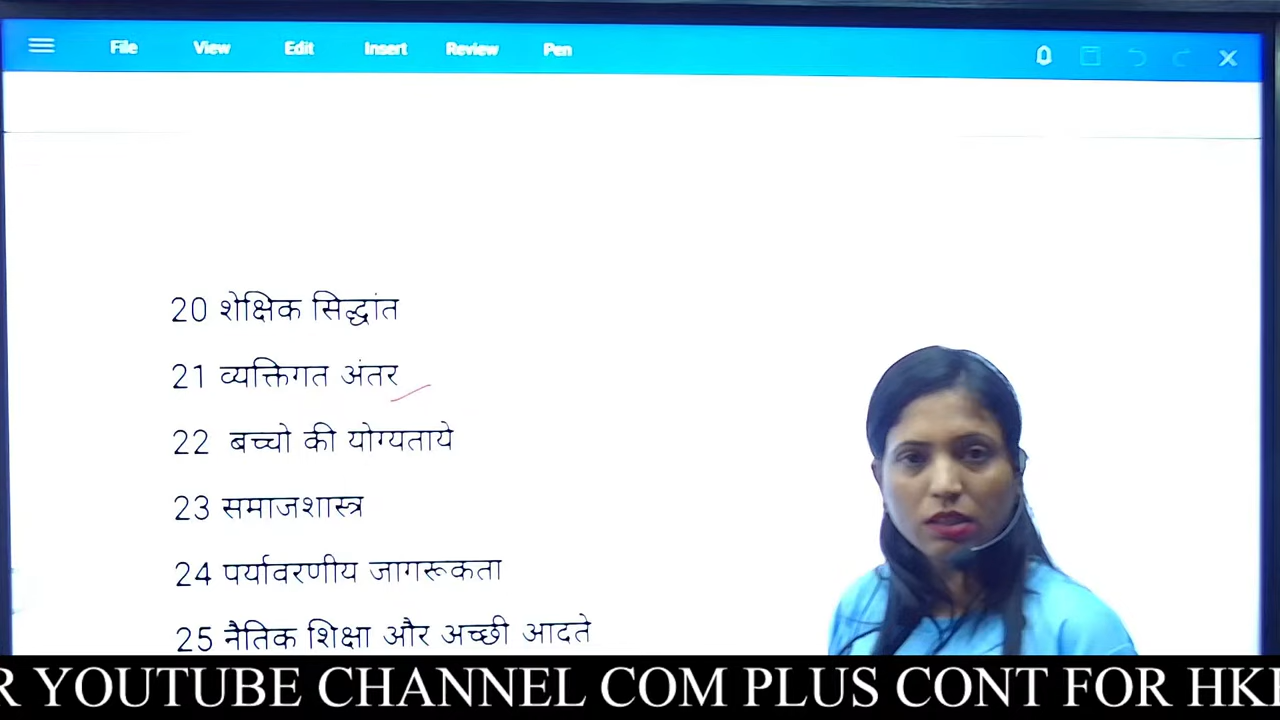 File View Edit Insert Review Pen
20 शेक्षिक सिद्धांत
21 व्यक्तिगत अंतर
22 बच्चो की योग्यताये
23 समाजशास्त्र
24 पर्यावरणीय जागरूकता
25 नैतिक शिक्षा और अच्छी आदते
R YOUTUBE CHANNEL COM PLUS CONT FOR HK